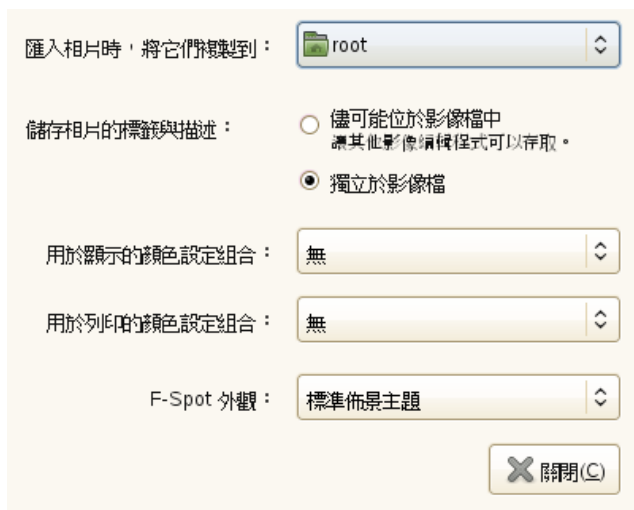 匯入相片時，將它們複製到：
root
儲存相片的標籤與描述：
儘可能位於影像檔中
讓其他影像編輯程式可以存取。
獨立於影像檔
用於顯示的顏色設定組合：
無
用於列印的顏色設定組合：
無
F-Spot 外觀：
標準佈景主題
關閉(C)